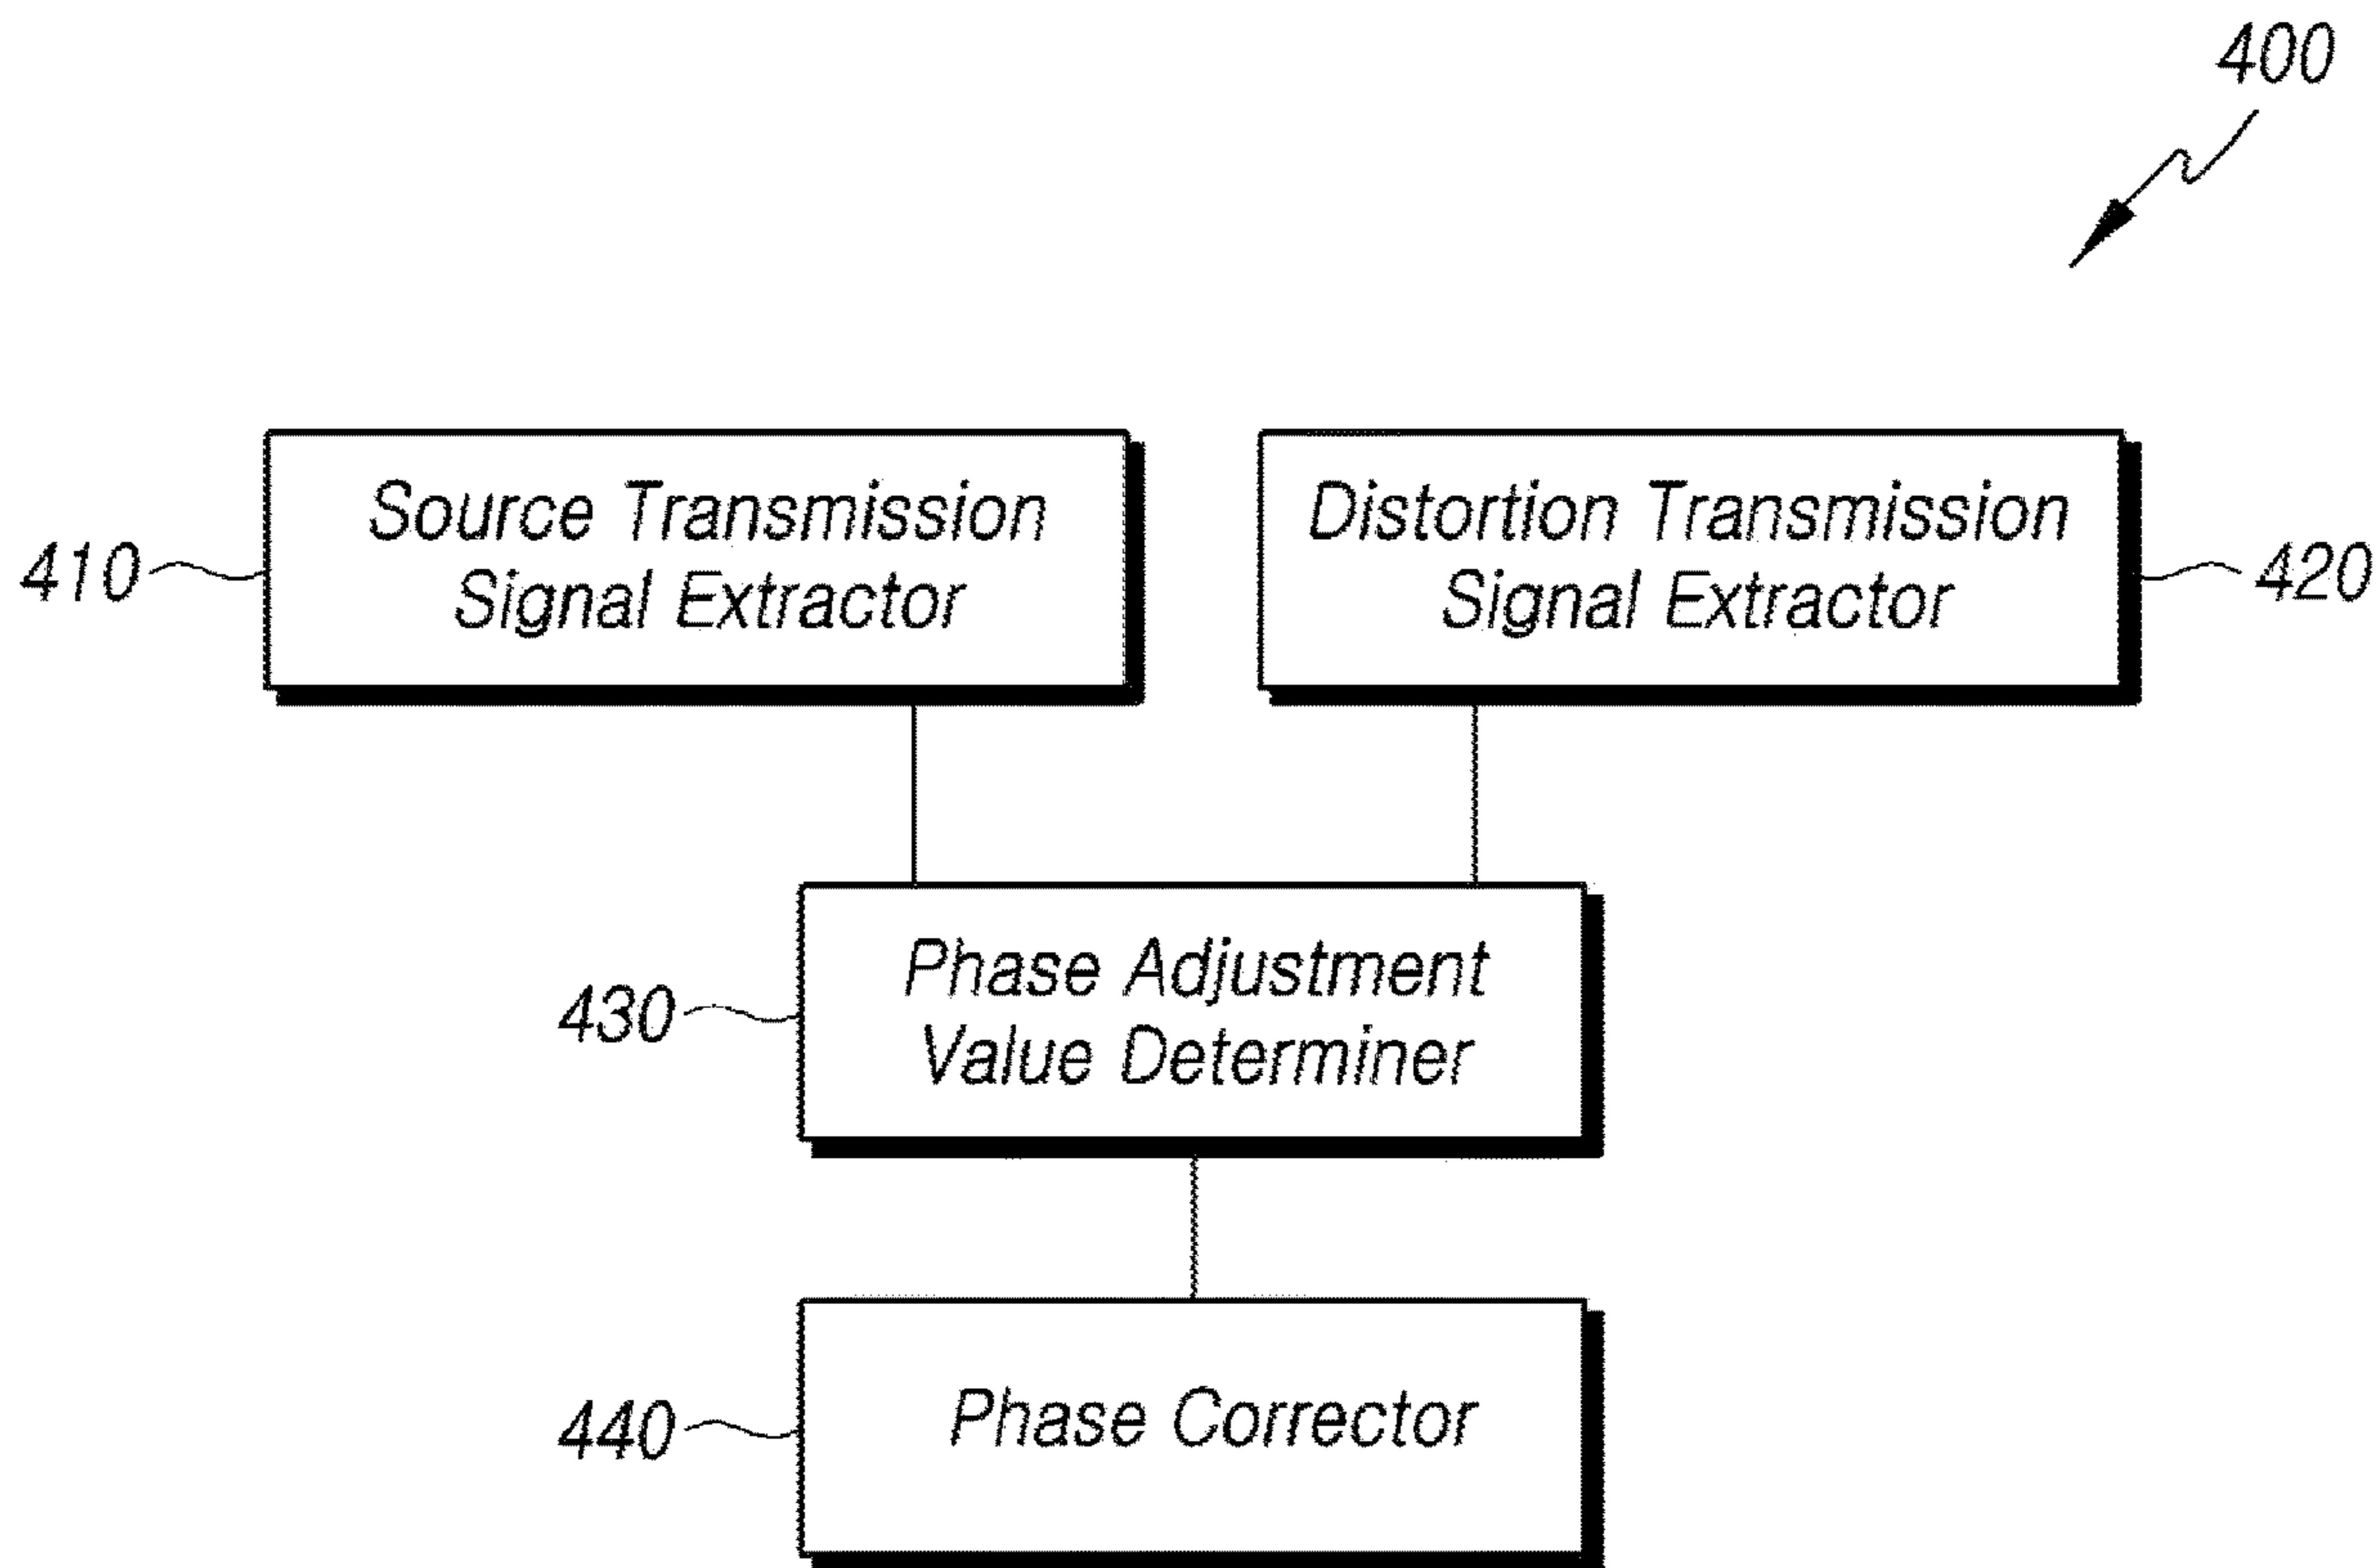 400
Source Transmission
Signal Extractor
410
Distortion Transmission
Signal Extractor
420
Phase Adjustment
Value Determiner
430
Phase Corrector
440